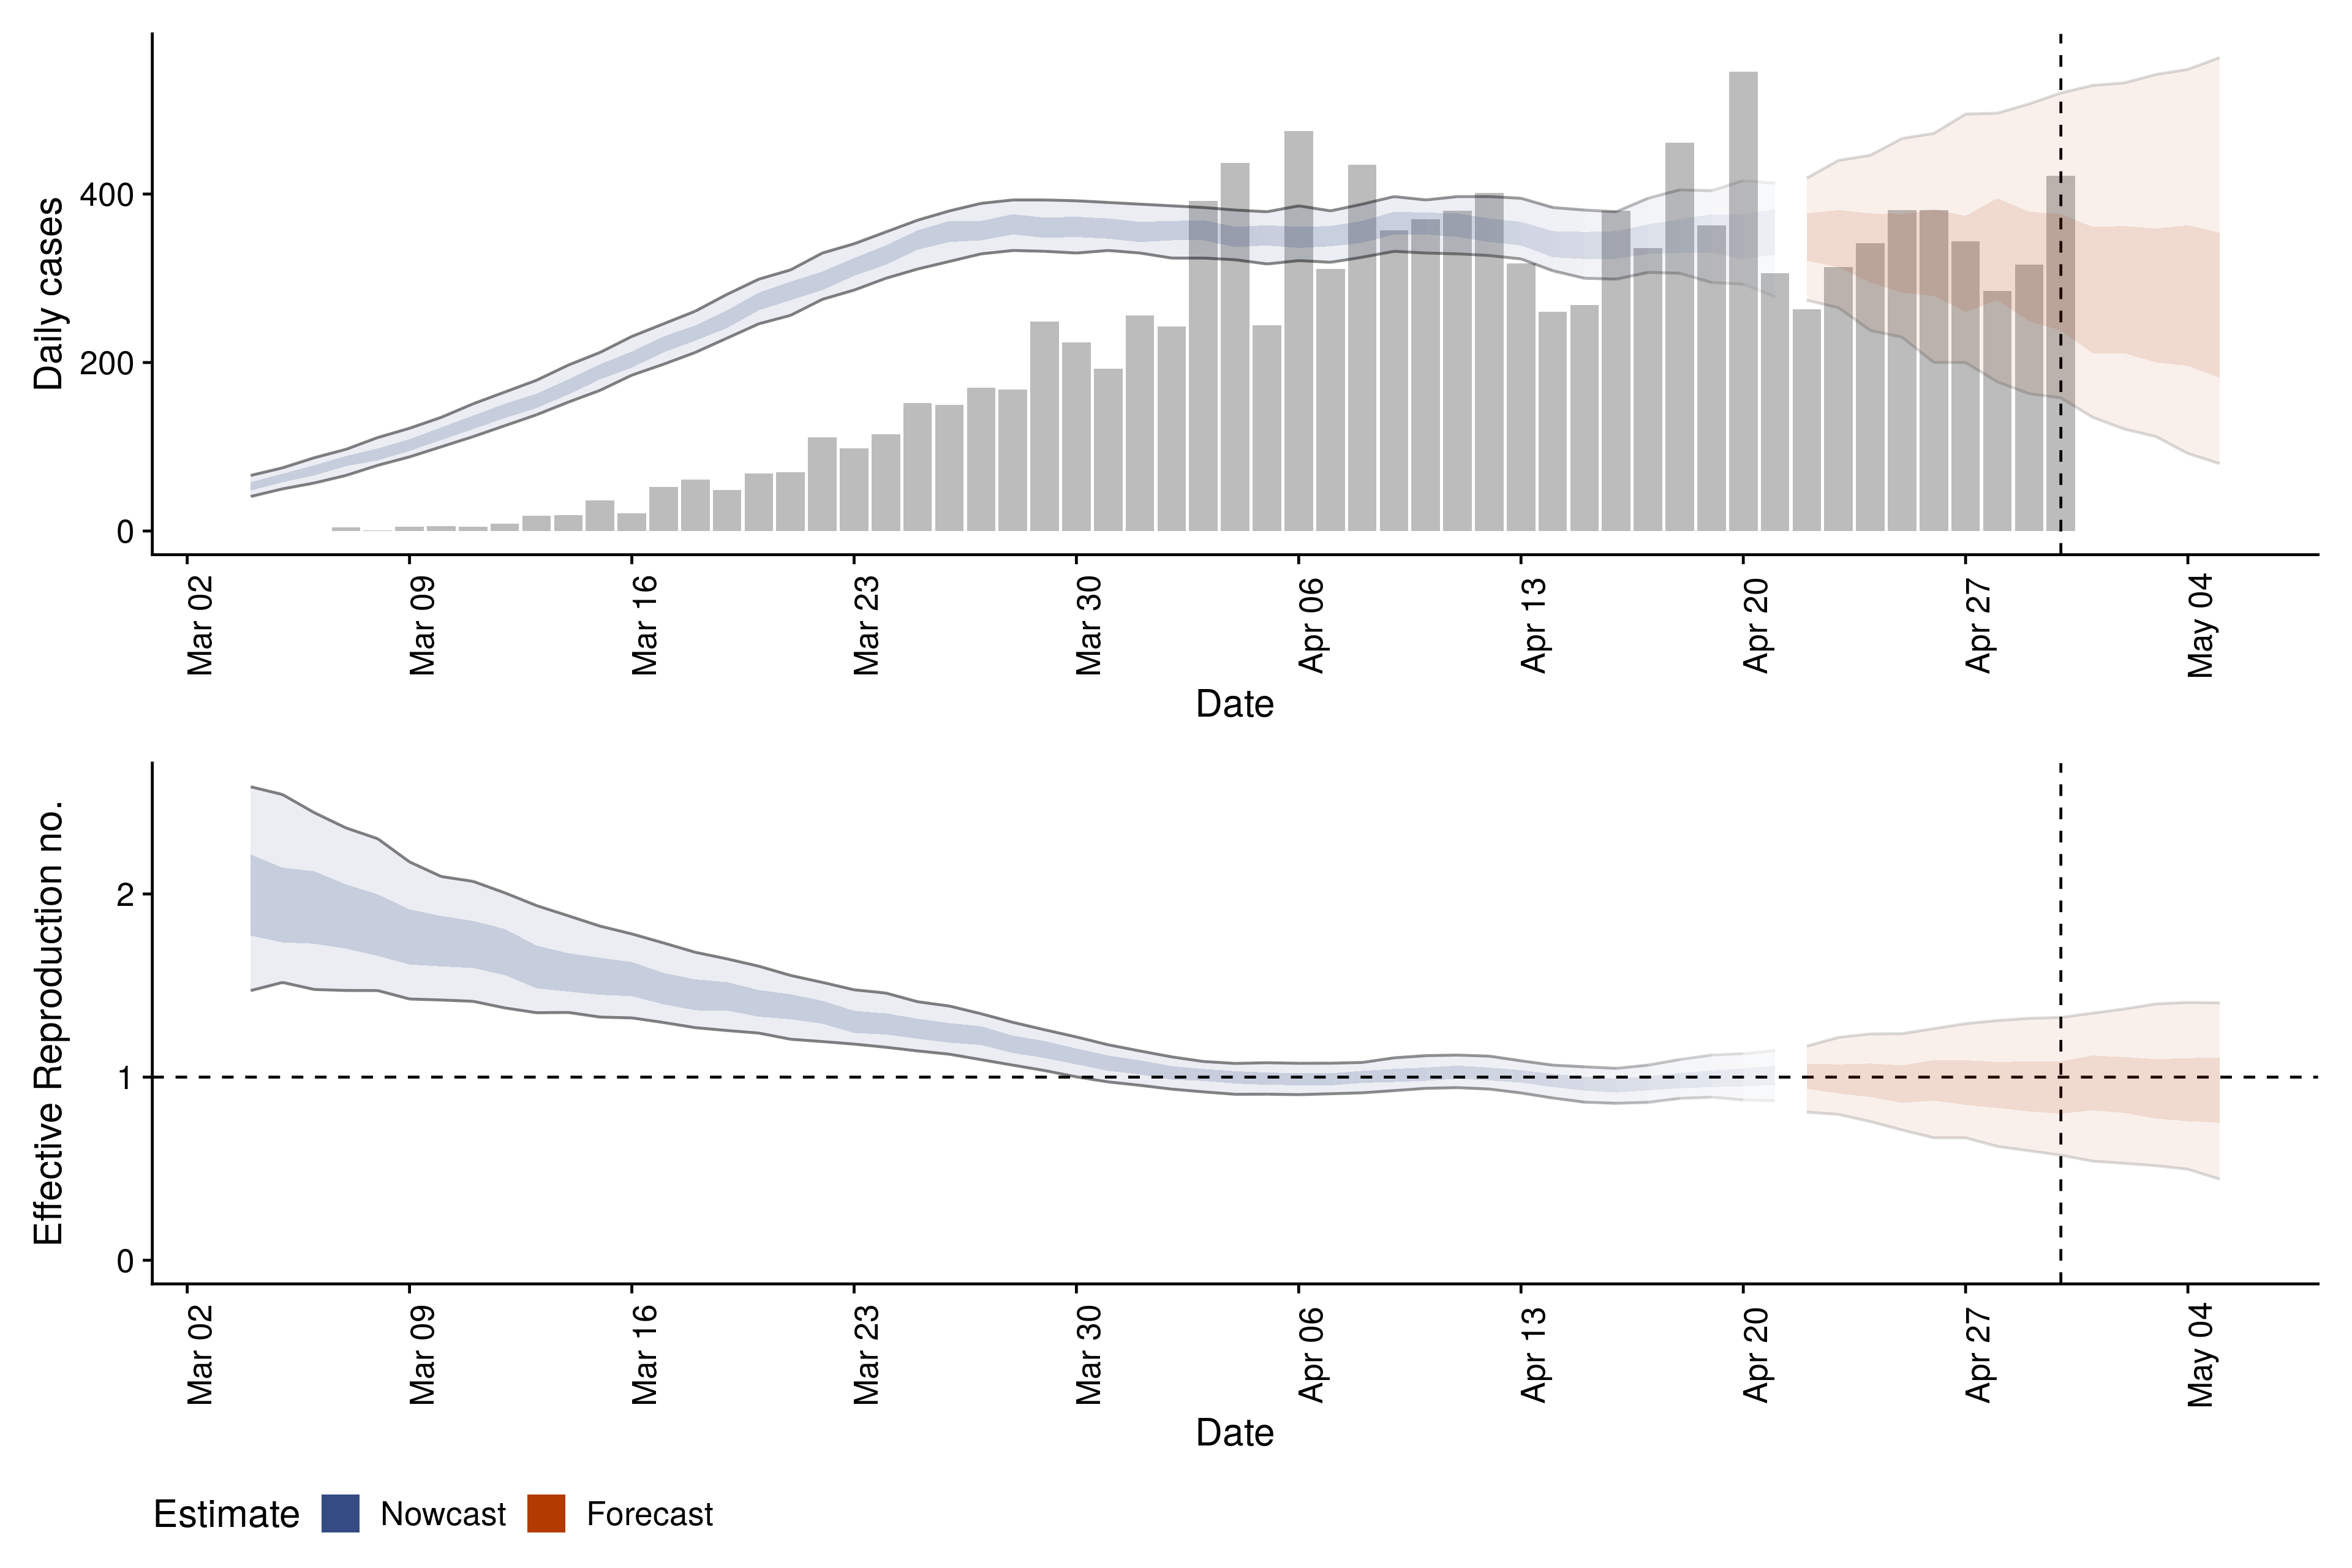 Daily cases
400
200
0
Mar 02
Mar 09
Mar 16
Mar 23
Mar 30
Apr 06
Apr 13
Apr 20
Apr 27
May 04
Date
Effective Reproduction no.
2
1
0
Mar 02
Mar 09
Mar 16
Mar 23
Mar 30
Apr 06
Apr 13
Apr 20
Apr 27
May 04
Date
Estimate Nowcast Forecast